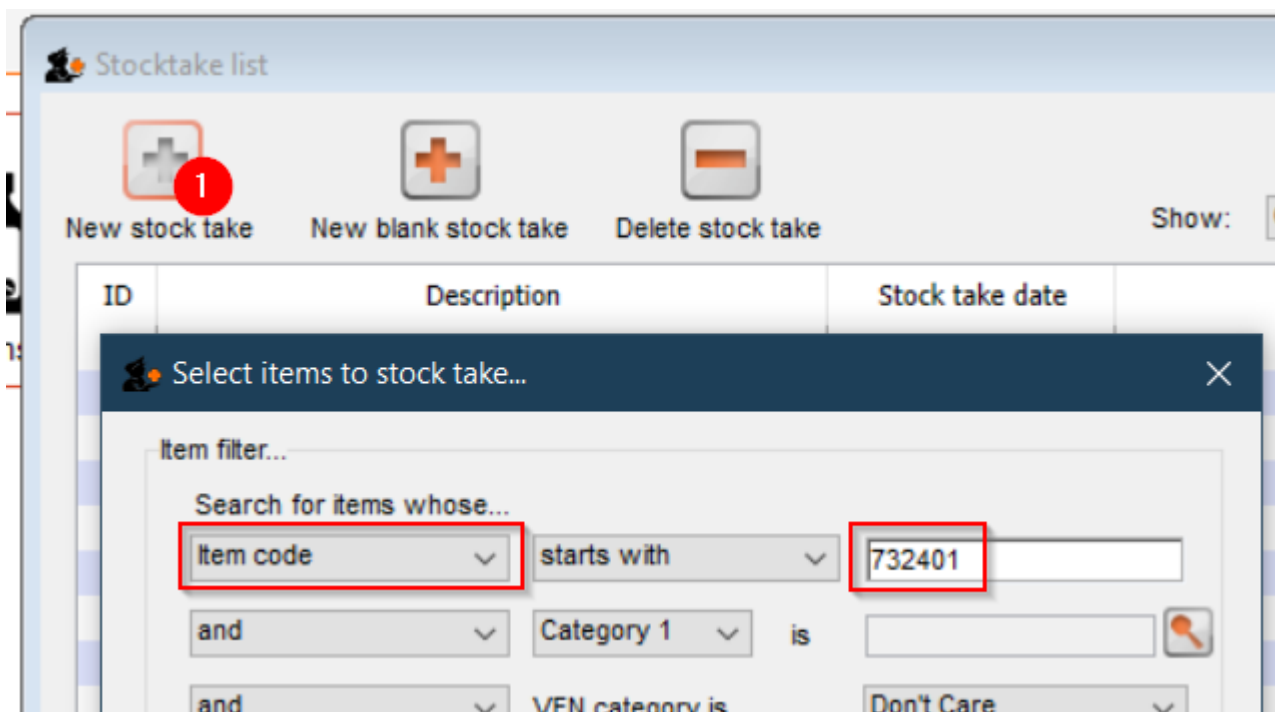 Stocktake list
1
New stock take New blank stock take Delete stock take Show:
ID Description Stock take date
Select items to stock take...
Item filter...
Search for items whose...
Item code starts with 732401
and Category 1 is
and VEN category is Don't Care